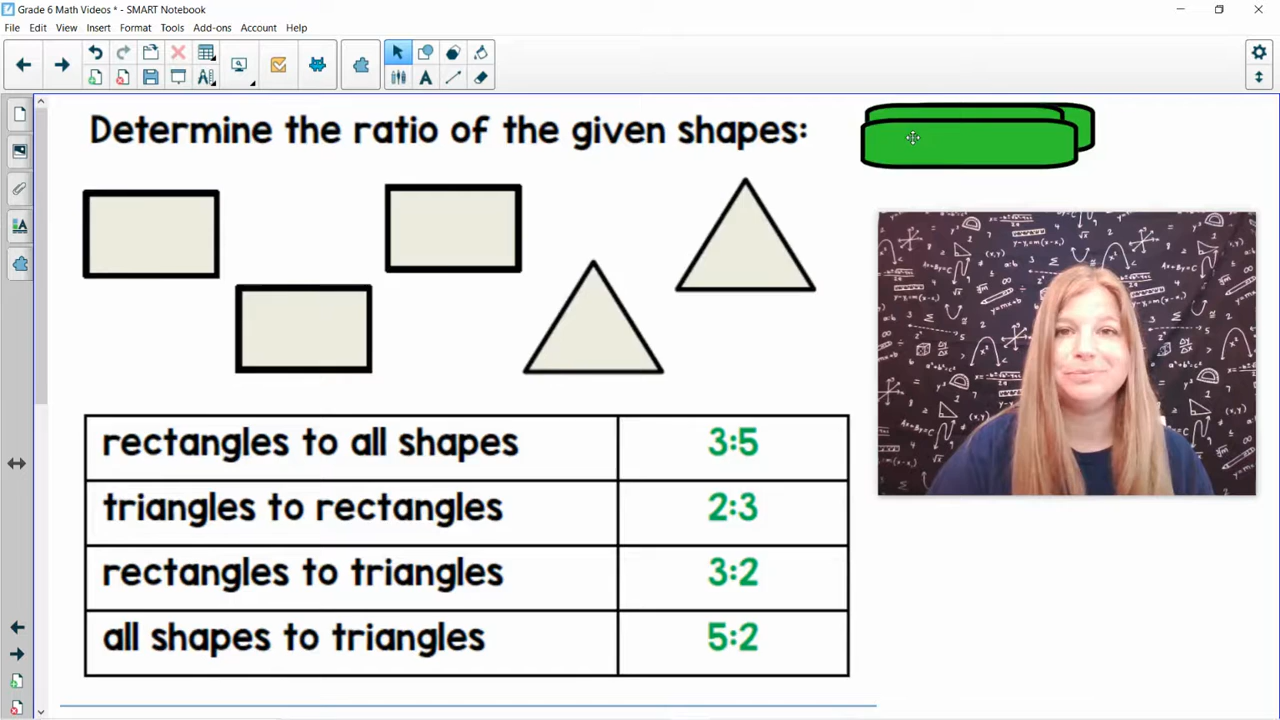 Grade 6 Math Videos * - SMART Notebook
File Edit View Insert Format Tools Add-ons Account Help
Determine the ratio of the given shapes:
rectangles to all shapes 3:5
triangles to rectangles 2:3
rectangles to triangles 3:2
all shapes to triangles 5:2